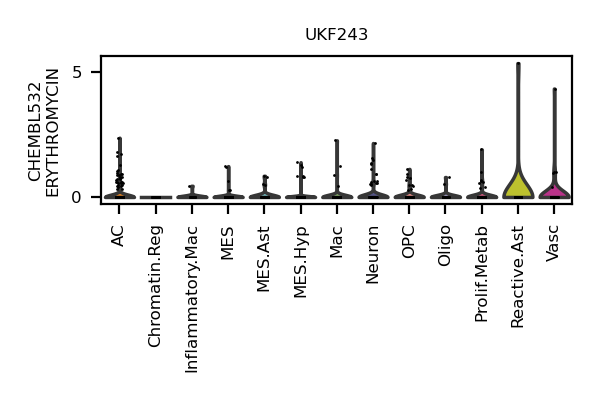 UKF243
CHEMBL532
ERYTHROMYCIN
5
0
AC
Chromatin.Reg
Inflammatory.Mac
MES
MES.Ast
MES.Hyp
Mac
Neuron
OPC
Oligo
Prolif.Metab
Reactive.Ast
Vasc